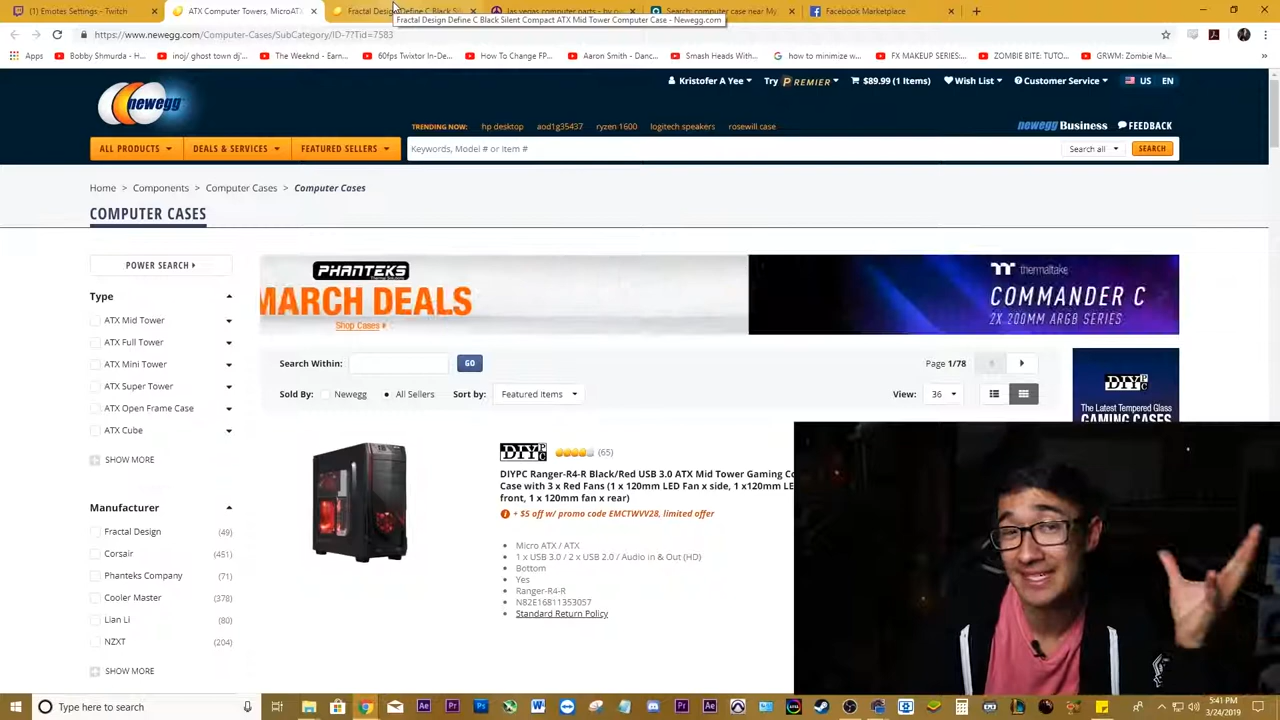 Emotes Settings - Twitch
ATX Computer Towers, MicroAT
Fractal Design Define C Black Sil
las vegas computer parts - by o
Search: computer case near My
Facebook Marketplace
Fractal Design Define C Black Silent Compact ATX Mid Tower Computer Case - Newegg.com
https://www.newegg.com/Computer-Cases/SubCategory/ID-7?Tid=7583
Apps
Bobby Shmurda - H
inoj/ ghost town dj'
The Weeknd - Earn
60fps Twixtor In-De
How To Change FP
Aaron Smith - Danc
Smash Heads With
how to minimize w
FX MAKEUP SERIES:
ZOMBIE BITE: TUTO
GRWM: Zombie Ma
newegg
Kristofer A Yee
Try PREMIER
$89.99 (1 Items)
Wish List
Customer Service
US EN
TRENDING NOW: hp desktop aod1g35437 ryzen 1600 logitech speakers rosewill case
newegg Business
FEEDBACK
ALL PRODUCTS
DEALS & SERVICES
FEATURED SELLERS
Keywords, Model # or Item #
Search all
SEARCH
Home > Components > Computer Cases > Computer Cases
COMPUTER CASES
POWER SEARCH
Type
ATX Mid Tower
ATX Full Tower
ATX Mini Tower
ATX Super Tower
ATX Open Frame Case
ATX Cube
SHOW MORE
Manufacturer
Fractal Design (49)
Corsair (451)
Phanteks Company (71)
Cooler Master (378)
Lian Li (80)
NZXT (204)
SHOW MORE
PHANTEKS
MARCH DEALS
Shop Cases
thermaltake
COMMANDER C
2X 200MM ARGB SERIES
Search Within:
GO
Page 1/78
Sold By: Newegg All Sellers
Sort by: Featured Items
View: 36
DIYPC
The Latest Tempered Glass
GAMING CASES
DIYPC (65)
DIYPC Ranger-R4-R Black/Red USB 3.0 ATX Mid Tower Gaming Co
Case with 3 x Red Fans (1 x 120mm LED Fan x side, 1 x120mm LE
front, 1 x 120mm fan x rear)
+ $5 off w/ promo code EMCTWVV28, limited offer
Micro ATX / ATX
1 x USB 3.0 / 2 x USB 2.0 / Audio in & Out (HD)
Bottom
Yes
Ranger-R4-R
N82E16811353057
Standard Return Policy
Type here to search
Ae
Pr
Ps
Pr
Ae
5:41 PM
3/24/2019